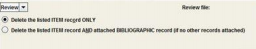 Review Review file:
Delete the listed ITEM record ONLY
Delete the listed ITEM record AND attached BIBLIOGRAPHIC record (if no other records attached)